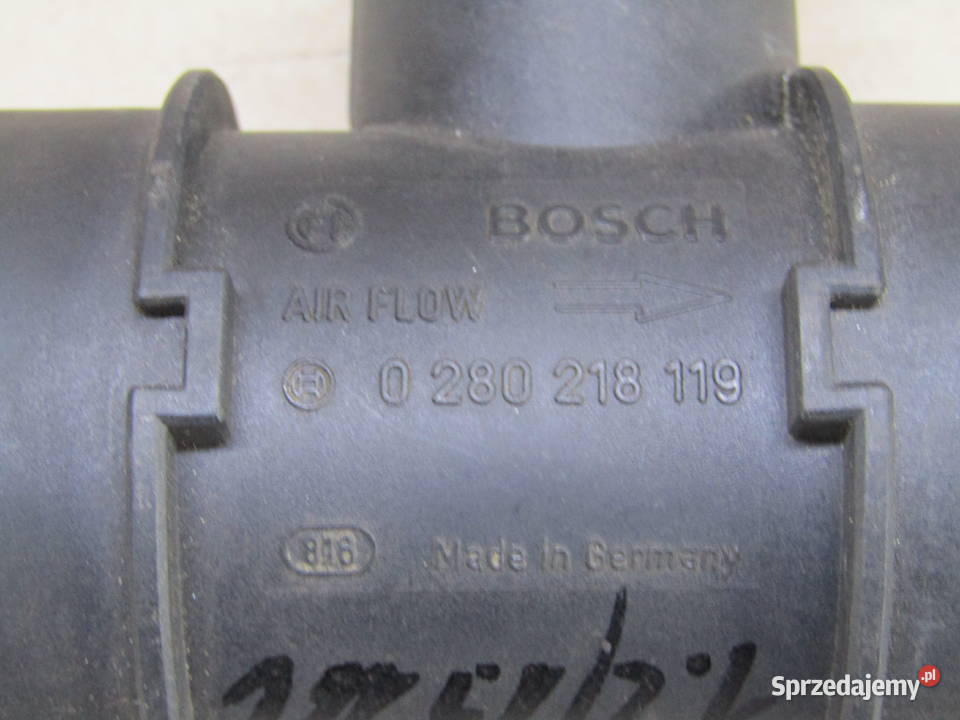 BOSCH
AIR FLOW
0 280 218 119
816 Made in Germany
Sprzedajemy.pl